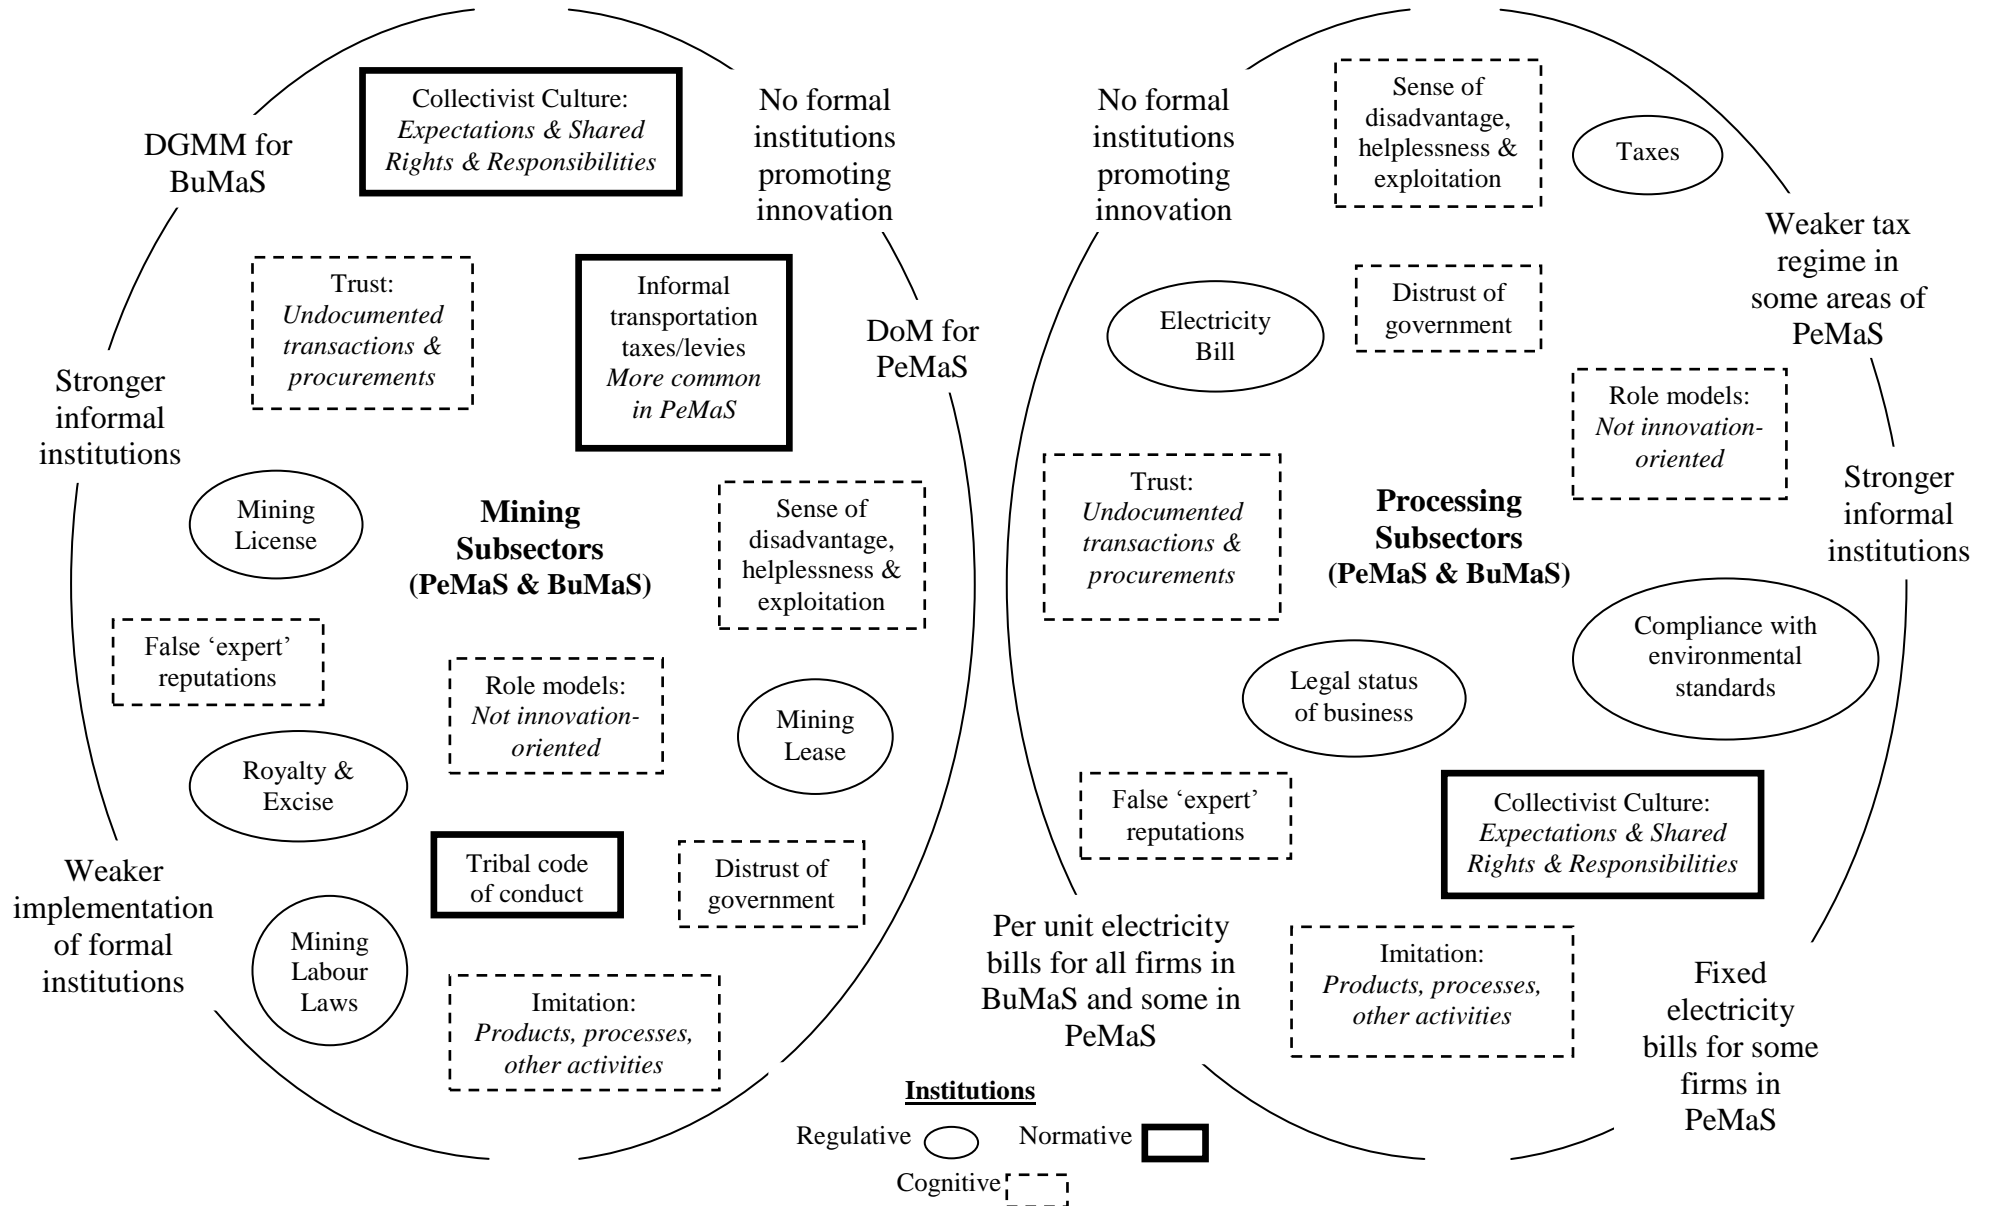 Collectivist Culture:
Expectations & Shared
Rights & Responsibilities
No formal
institutions
promoting
innovation
DGMM for
BuMaS
Trust:
Undocumented
transactions &
procurements
Informal
transportation
taxes/levies
More common
in PeMaS
DoM for
PeMaS
Stronger
informal
institutions
Mining
License
Mining
Subsectors
(PeMaS & BuMaS)
Sense of
disadvantage,
helplessness &
exploitation
False ‘expert’
reputations
Role models:
Not innovation-
oriented
Mining
Lease
Royalty &
Excise
Tribal code
of conduct
Distrust of
government
Weaker
implementation
of formal
institutions
Mining
Labour
Laws
Imitation:
Products, processes,
other activities
No formal
institutions
promoting
innovation
Sense of
disadvantage,
helplessness &
exploitation
Taxes
Weaker tax
regime in
some areas of
PeMaS
Electricity
Bill
Distrust of
government
Role models:
Not innovation-
oriented
Trust:
Undocumented
transactions &
procurements
Processing
Subsectors
(PeMaS & BuMaS)
Stronger
informal
institutions
Compliance with
environmental
standards
Legal status
of business
False ‘expert’
reputations
Collectivist Culture:
Expectations & Shared
Rights & Responsibilities
Per unit electricity
bills for all firms in
BuMaS and some in
PeMaS
Imitation:
Products, processes,
other activities
Fixed
electricity
bills for some
firms in
PeMaS
Institutions
Regulative
Normative
Cognitive